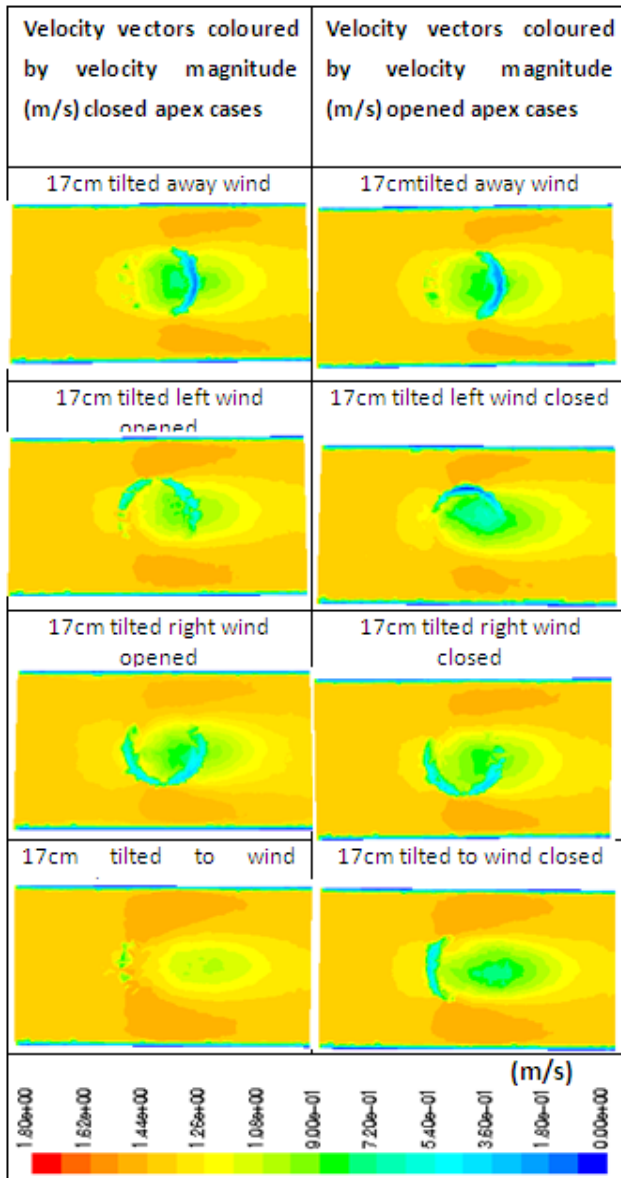 Velocity vectors coloured
by velocity magnitude
(m/s) closed apex cases
Velocity vectors coloured
by velocity magnitude
(m/s) opened apex cases
17cm tilted away wind
17cmtilted away wind
17cm tilted left wind
opened
17cm tilted left wind closed
17cm tilted right wind
opened
17cm tilted right wind
closed
17cm tilted to wind
17cm tilted to wind closed
(m/s)
1.80e+00
1.62e+00
1.44e+00
1.26e+00
1.08e+00
9.00e-01
7.20e-01
5.40e-01
3.60e-01
1.80e-01
0.00e+00